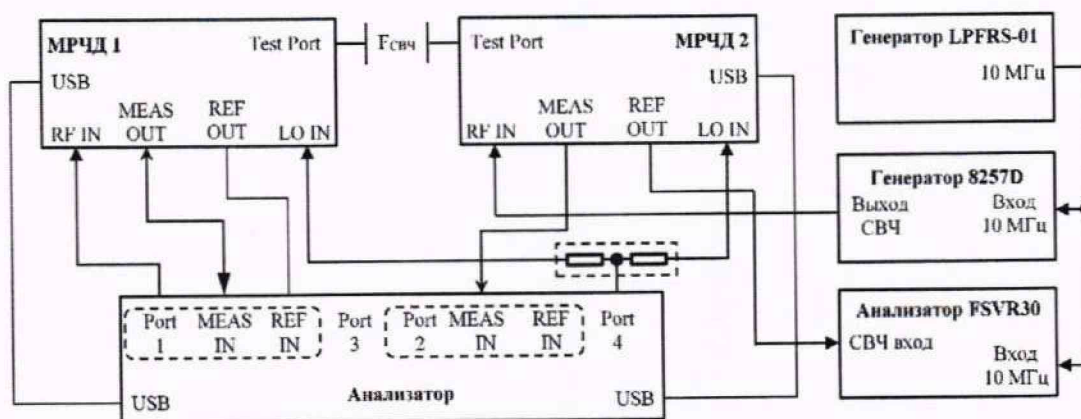 МРЧД 1
Test Port
USB
MEAS OUT
REF OUT
RF IN
LO IN
FСВЧ
Test Port
МРЧД 2
USB
MEAS OUT
REF OUT
RF IN
LO IN
Генератор LPFRS-01
10 МГц
Генератор 8257D
Выход СВЧ
Вход 10 МГц
Анализатор FSVR30
СВЧ вход
Вход 10 МГц
Port 1
MEAS IN
REF IN
Port 3
Port 2
MEAS IN
REF IN
Port 4
USB
Анализатор
USB